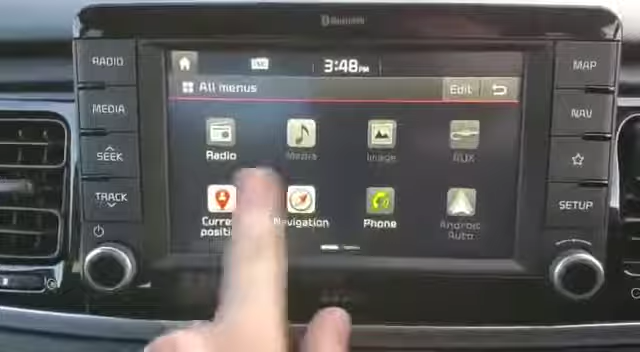 Bluetooth
RADIO
MEDIA
SEEK
TRACK
3:48PM
All menus
Edit
Radio
Media
Image
AUX
Navigation
Phone
Android
Auto
MAP
NAV
SETUP